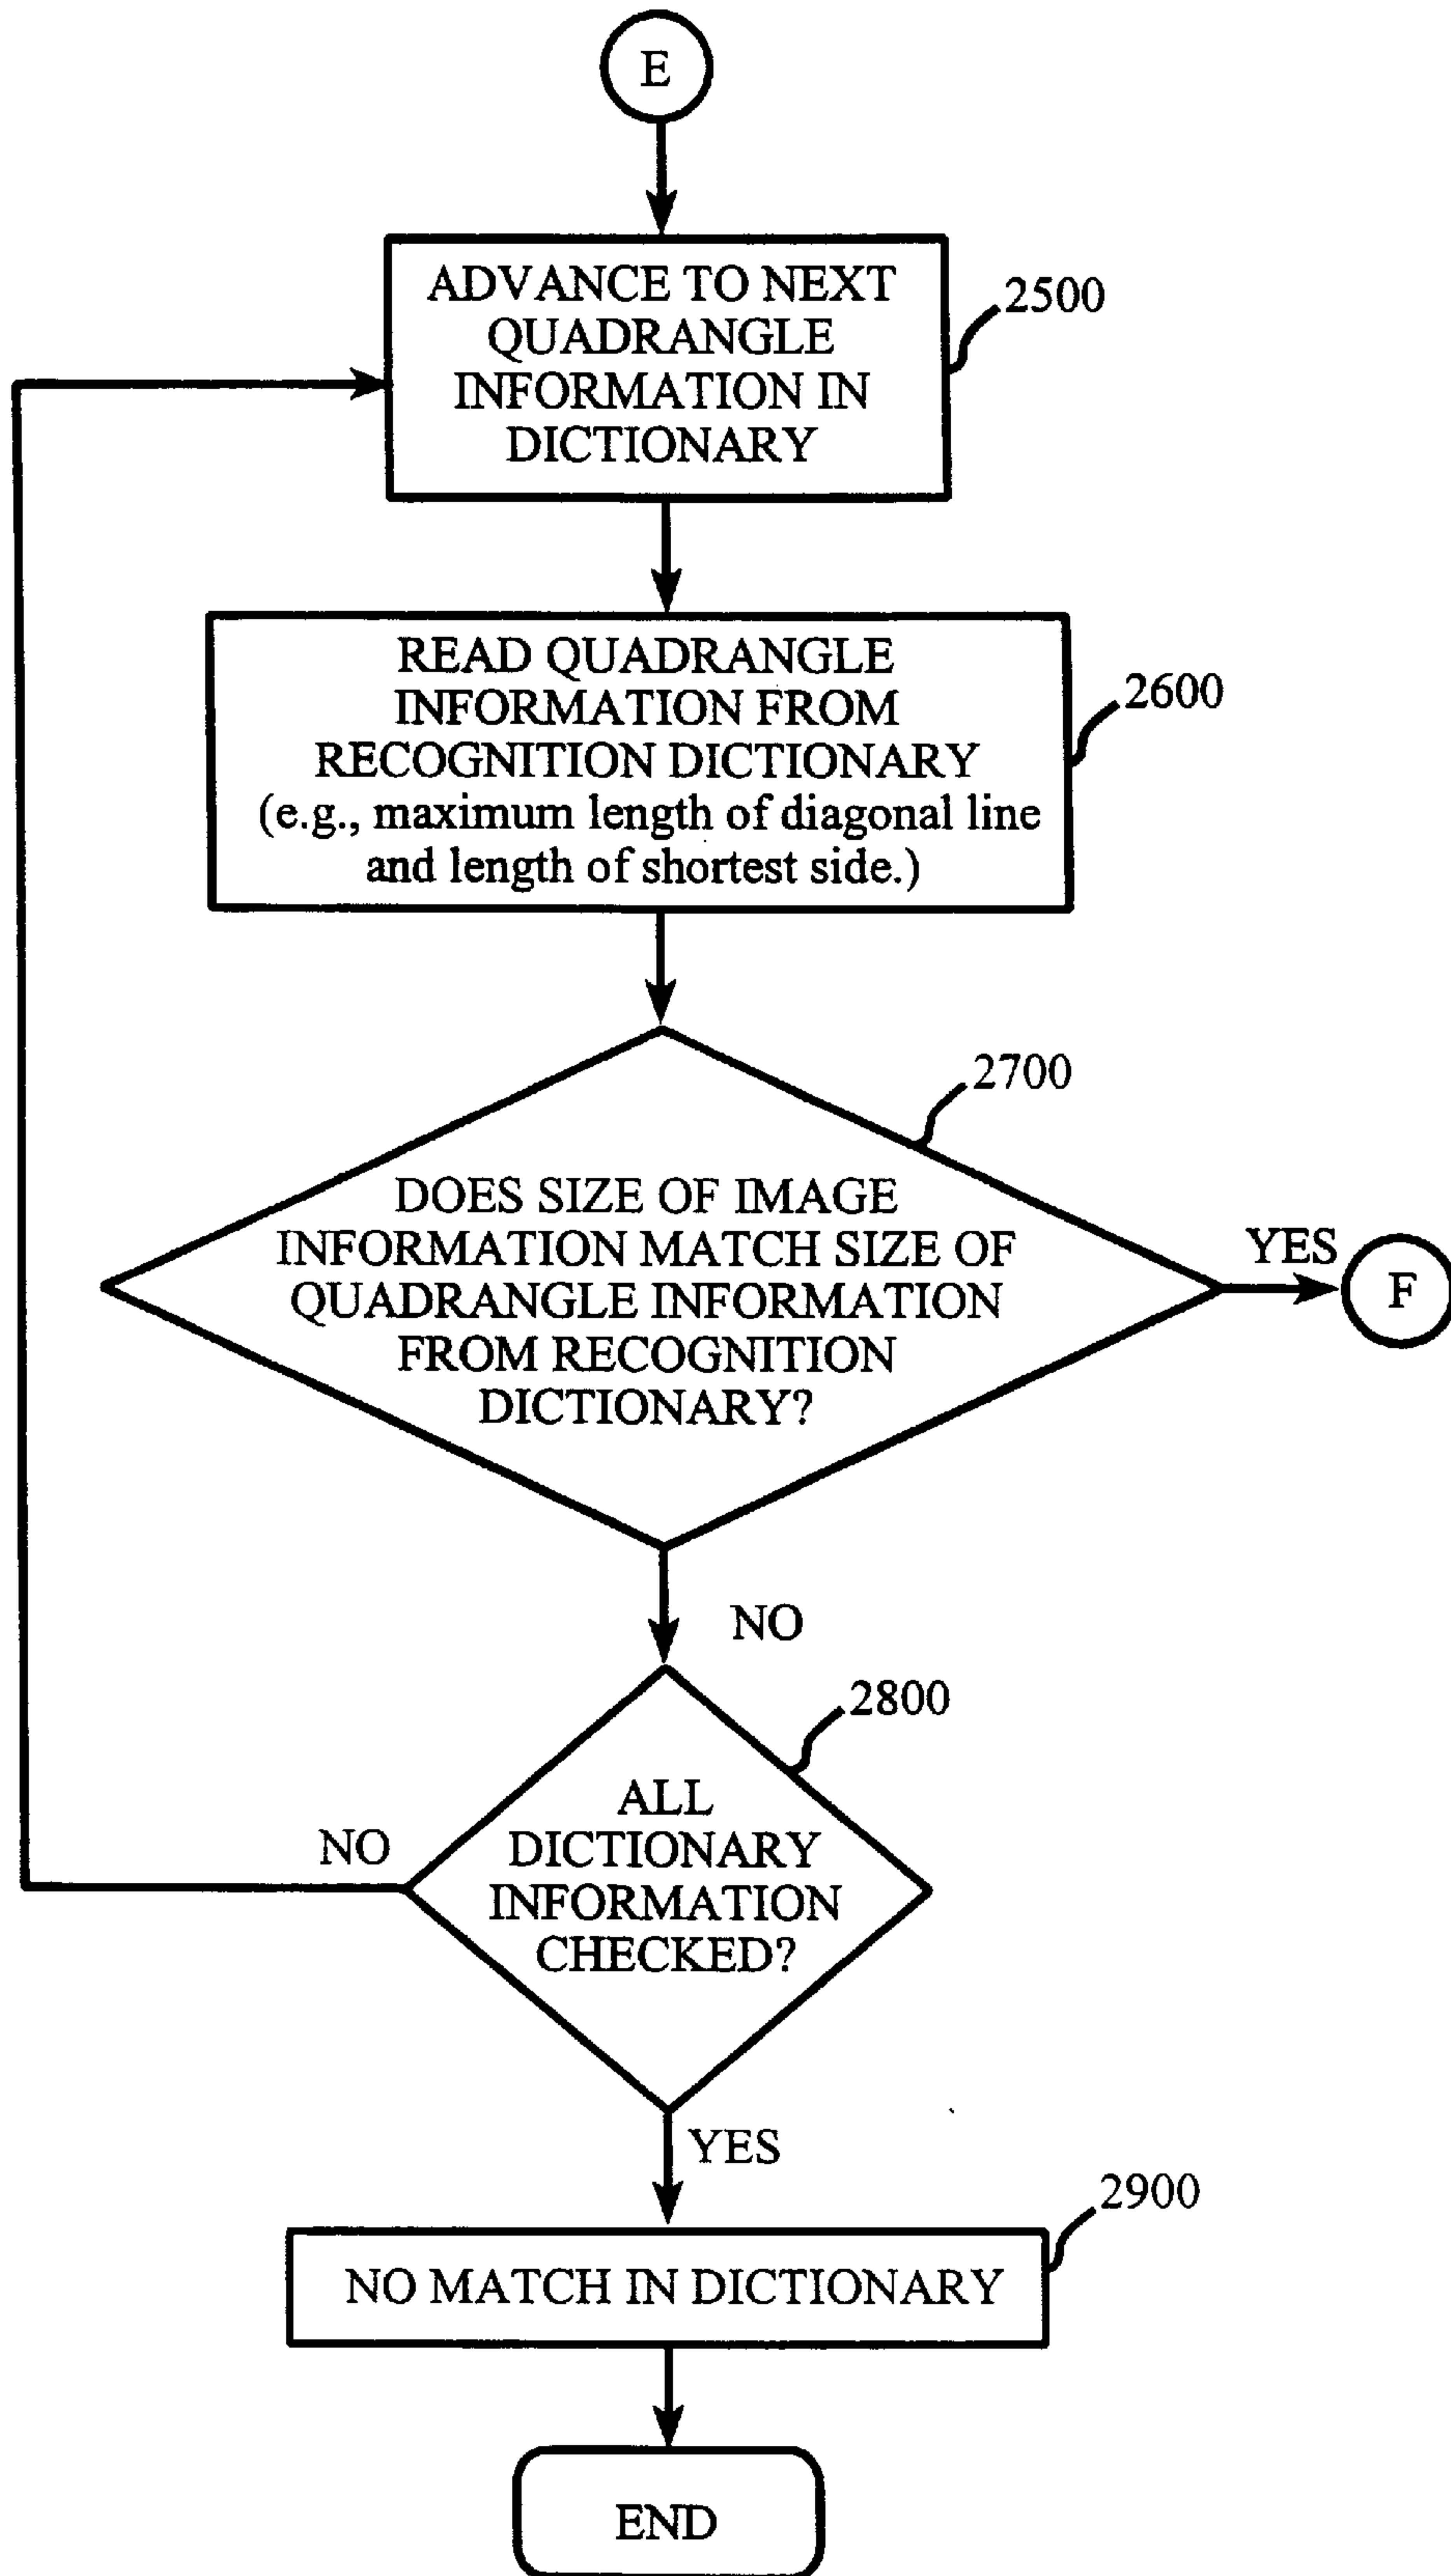 E
ADVANCE TO NEXT
QUADRANGLE
INFORMATION IN
DICTIONARY
2500
READ QUADRANGLE
INFORMATION FROM
RECOGNITION DICTIONARY
(e.g., maximum length of diagonal line
and length of shortest side.)
2600
2700
DOES SIZE OF IMAGE
INFORMATION MATCH SIZE OF
QUADRANGLE INFORMATION
FROM RECOGNITION
DICTIONARY?
YES
F
NO
2800
ALL
DICTIONARY
INFORMATION
CHECKED?
NO
YES
2900
NO MATCH IN DICTIONARY
END